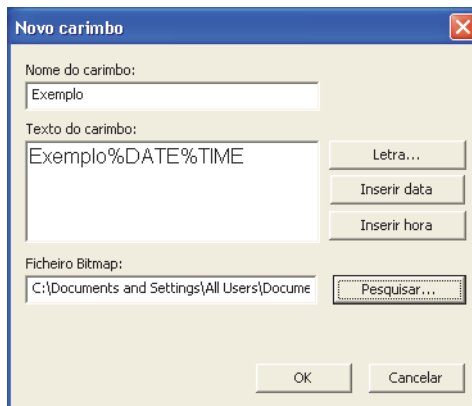 Novo carimbo
Nome do carimbo:
Exemplo
Texto do carimbo:
Exemplo%DATE%TIME
Letra...
Inserir data
Inserir hora
Ficheiro Bitmap:
C:\Documents and Settings\All Users\Docume
Pesquisar...
OK
Cancelar